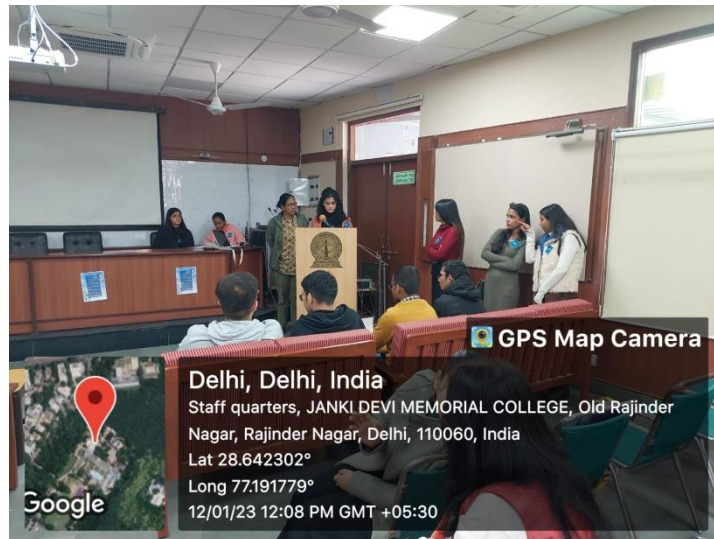 GPS Map Camera
Delhi, Delhi, India
Staff quarters, JANKI DEVI MEMORIAL COLLEGE, Old Rajinder
Nagar, Rajinder Nagar, Delhi, 110060, India
Lat 28.642302°
Long 77.191779°
12/01/23 12:08 PM GMT +05:30
Google